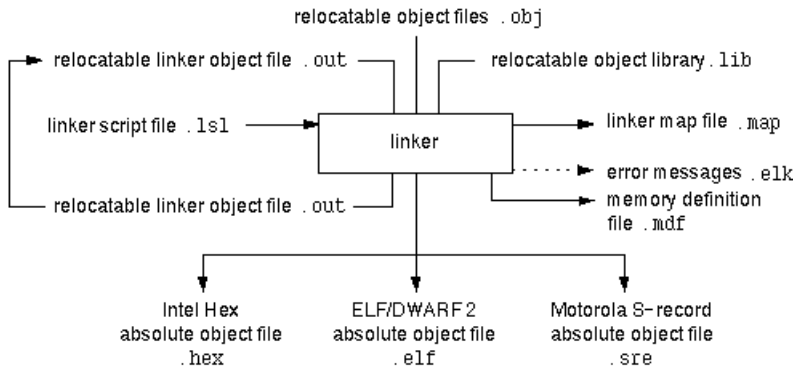 relocatable object files .obj
relocatable linker object file .out
relocatable object library .lib
linker script file .lsl
linker
linker map file .map
error messages .elk
relocatable linker object file .out
memory definition
file .mdf
Intel Hex
absolute object file
.hex
ELF/DWARF 2
absolute object file
.elf
Motorola S-record
absolute object file
.sre